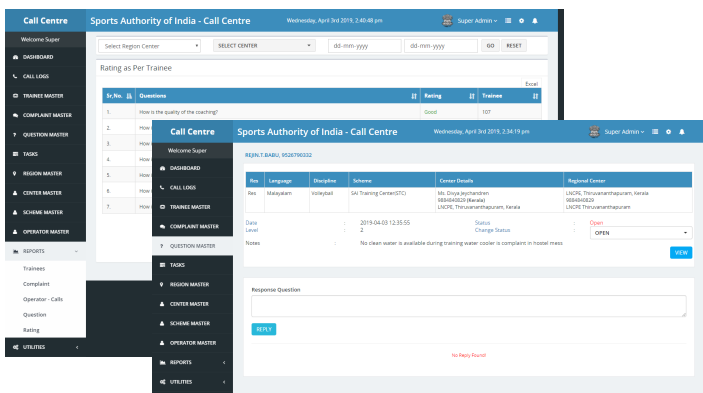 Call Centre
Sports Authority of India - Call Centre
Wednesday, April 3rd 2019, 2:40:48 pm
Super Admin
Welcome Super
DASHBOARD
CALL LOGS
TRAINEE MASTER
COMPLAINT MASTER
QUESTION MASTER
TASKS
REGION MASTER
CENTER MASTER
SCHEME MASTER
OPERATOR MASTER
REPORTS
Trainees
Complaint
Operator - Calls
Question
Rating
UTILITIES
Select Region Center
SELECT CENTER
dd-mm-yyyy
dd-mm-yyyy
GO
RESET
Rating as Per Trainee
Excel
Sr.No. Questions Rating Trainee
1. How is the quality of the coaching? Good 107
2. How
3. How
4. How
5. How
6. How
7. How
Call Centre
Sports Authority of India - Call Centre
Wednesday, April 3rd 2019, 2:34:19 pm
Super Admin
Welcome Super
DASHBOARD
CALL LOGS
TRAINEE MASTER
COMPLAINT MASTER
QUESTION MASTER
TASKS
REGION MASTER
CENTER MASTER
SCHEME MASTER
OPERATOR MASTER
REPORTS
UTILITIES
REJIN.T.BABU, 9526790332
Res Language Discipline Scheme Center Details Regional Center
Res Malayalam Volleyball SAI Training Center(STC) Ms. Divya Jaychandren LNCPE, Thiruvananthapuram, Kerala
9884840829 (Kerala) 9884840829
LNCPE, Thiruvananthapuram, Kerala LNCPE Thiruvananthapuram
Date : 2019-04-03 12:35:55 Status : Open
Level : 2 Change Status : OPEN
Notes : No clean water is available during training water cooler is complaint in hostel mess
VIEW
Response Question
REPLY
No Reply Found!